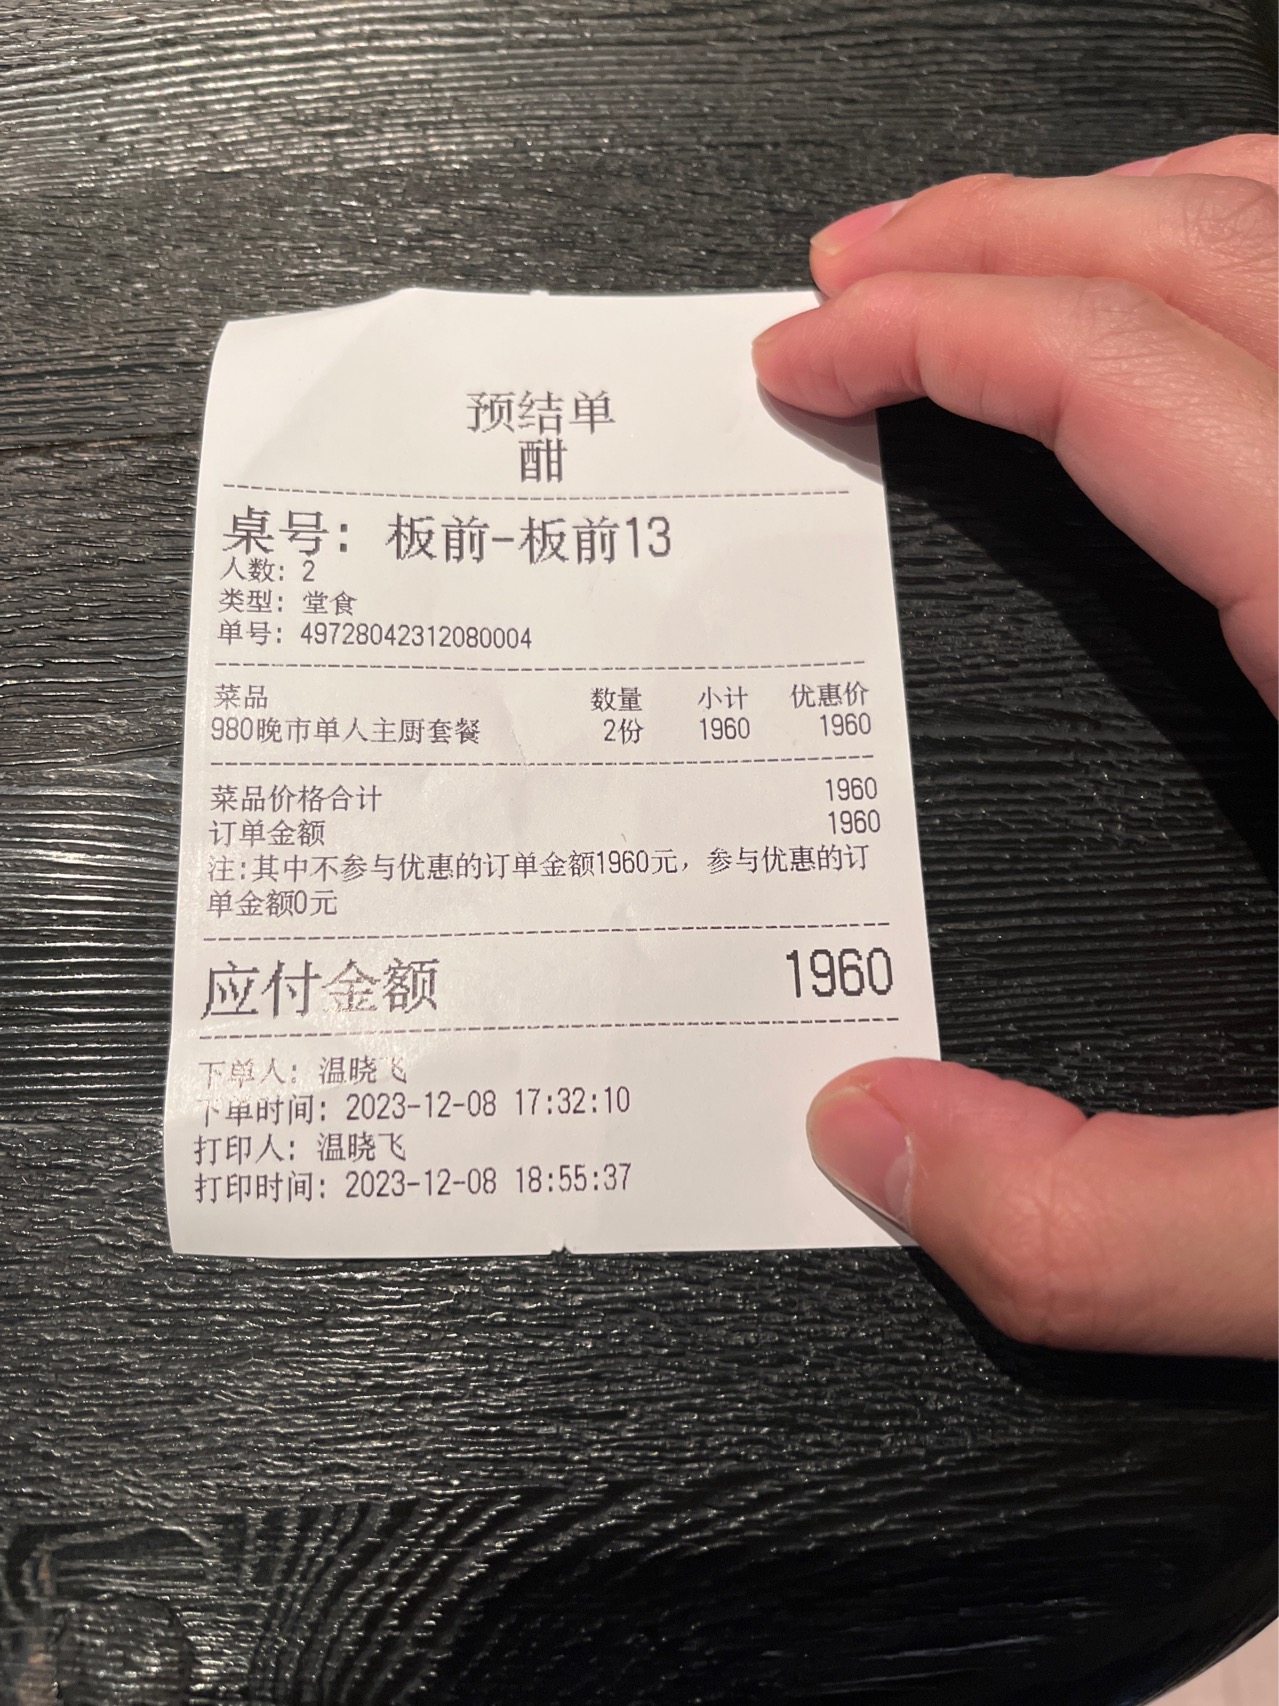 预结单
酣
桌号：板前-板前13
人数：2
类型：堂食
单号：49728042312080004
菜品 数量 小计 优惠价
980晚市单人主厨套餐 2份 1960 1960
菜品价格合计 1960
订单金额 1960
注:其中不参与优惠的订单金额1960元，参与优惠的订
单金额0元
应付金额 1960
下单人：温晓飞
下单时间：2023-12-08 17:32:10
打印人：温晓飞
打印时间：2023-12-08 18:55:37